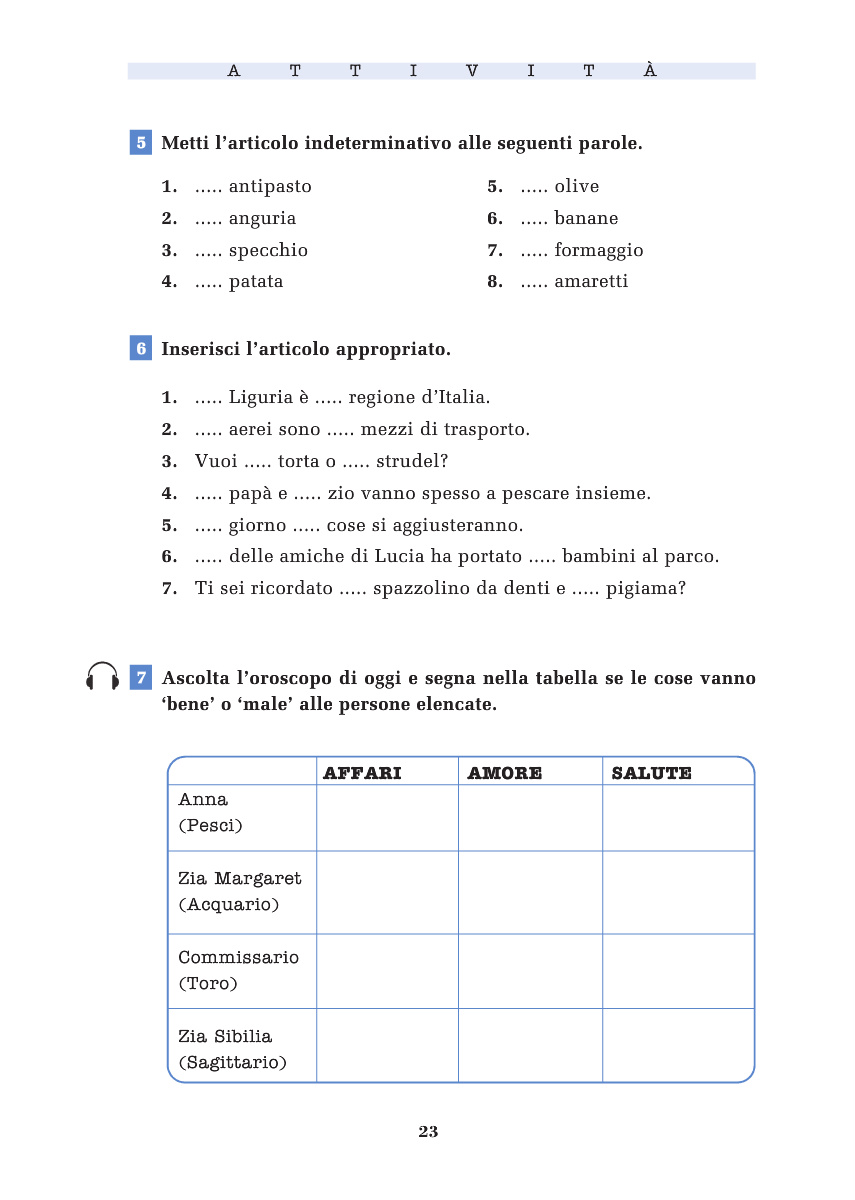 A T T I V I T À
5 Metti l’articolo indeterminativo alle seguenti parole.
1. ..... antipasto
2. ..... anguria
3. ..... specchio
4. ..... patata
5. ..... olive
6. ..... banane
7. ..... formaggio
8. ..... amaretti
6 Inserisci l’articolo appropriato.
1. ..... Liguria è ..... regione d’Italia.
2. ..... aerei sono ..... mezzi di trasporto.
3. Vuoi ..... torta o ..... strudel?
4. ..... papà e ..... zio vanno spesso a pescare insieme.
5. ..... giorno ..... cose si aggiusteranno.
6. ..... delle amiche di Lucia ha portato ..... bambini al parco.
7. Ti sei ricordato ..... spazzolino da denti e ..... pigiama?
7 Ascolta l’oroscopo di oggi e segna nella tabella se le cose vanno
‘bene’ o ‘male’ alle persone elencate.
AFFARI AMORE SALUTE
Anna
(Pesci)
Zia Margaret
(Acquario)
Commissario
(Toro)
Zia Sibilia
(Sagittario)
23